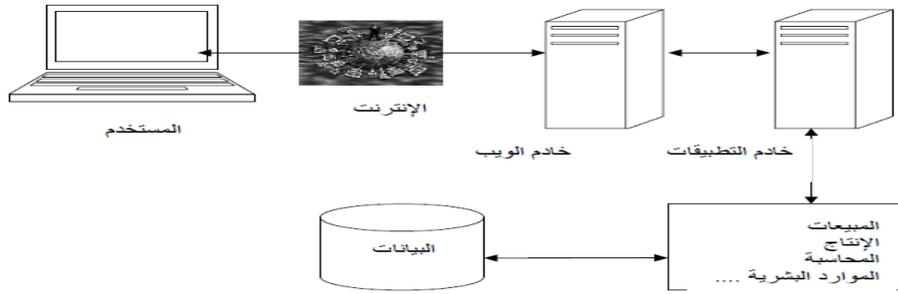 الإنترنت
المستخدم
خادم الويب
خادم التطبيقات
البيانات
المبيعات
الإنتاج
المحاسبة
الموارد البشرية ....